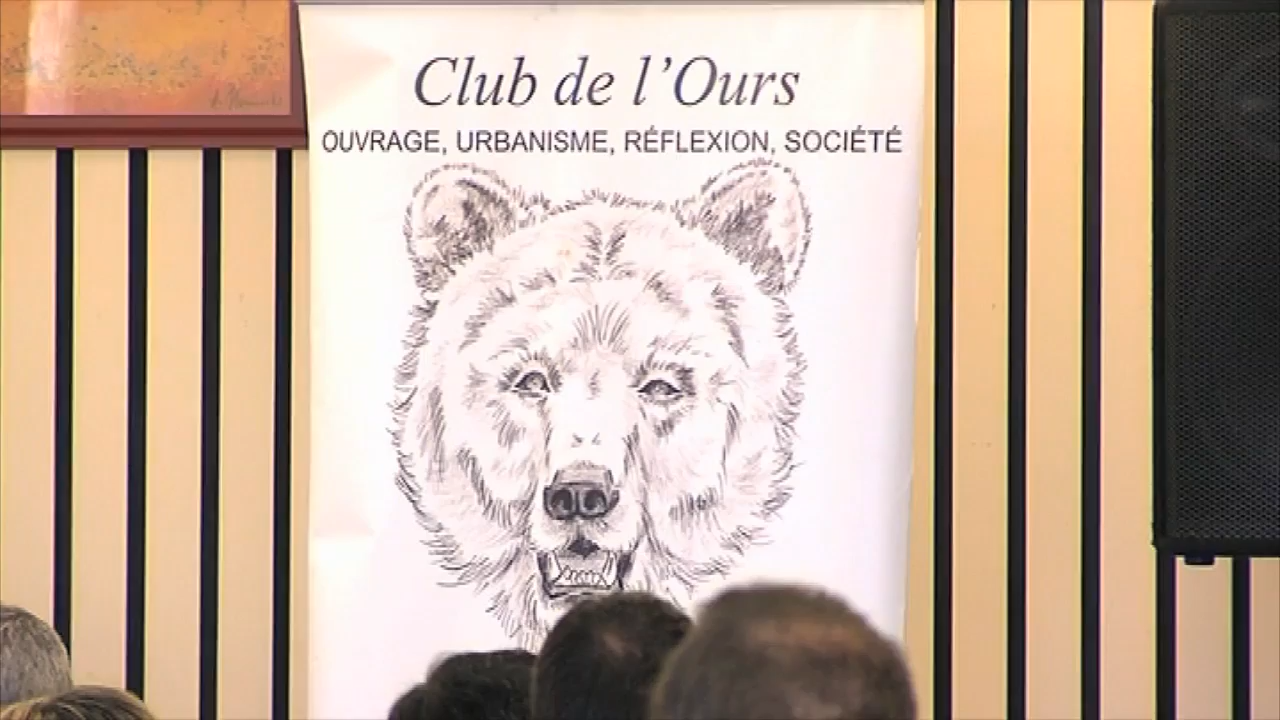 Club de l'Ours
OUVRAGE, URBANISME, RÉFLEXION, SOCIÉTÉ